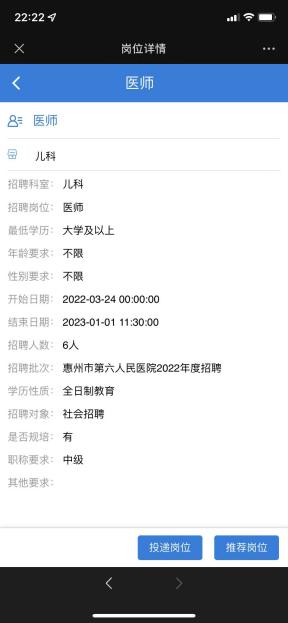 22:22
岗位详情
医师
医师
儿科
招聘科室： 儿科
招聘岗位： 医师
最低学历： 大学及以上
年龄要求： 不限
性别要求： 不限
开始日期： 2022-03-24 00:00:00
结束日期： 2023-01-01 11:30:00
招聘人数： 6人
招聘批次： 惠州市第六人民医院2022年度招聘
学历性质： 全日制教育
招聘对象： 社会招聘
是否规培： 有
职称要求： 中级
其他要求：
投递岗位 推荐岗位